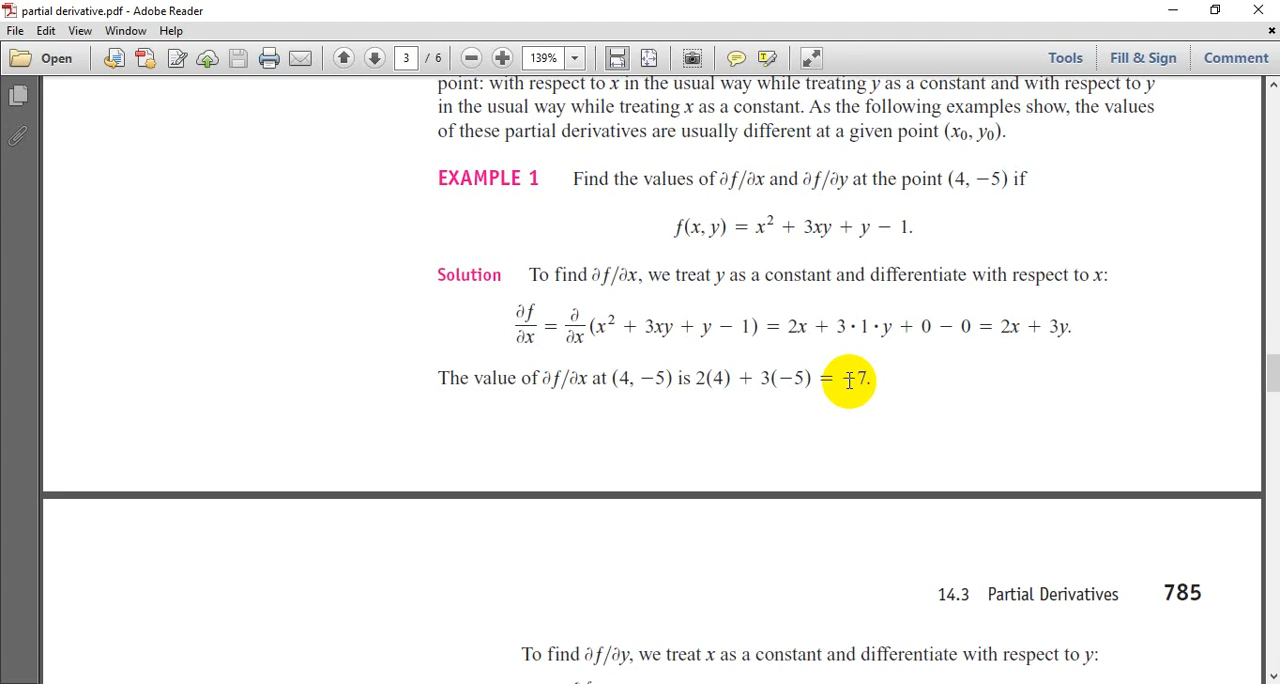 partial derivative.pdf - Adobe Reader
File Edit View Window Help
Open 3 / 6 139% Tools Fill & Sign Comment
point: with respect to x in the usual way while treating y as a constant and with respect to y
in the usual way while treating x as a constant. As the following examples show, the values
of these partial derivatives are usually different at a given point (x₀, y₀).
EXAMPLE 1 Find the values of ∂f/∂x and ∂f/∂y at the point (4, −5) if
f(x, y) = x² + 3xy + y − 1.
Solution To find ∂f/∂x, we treat y as a constant and differentiate with respect to x:
∂f/∂x = ∂/∂x (x² + 3xy + y − 1) = 2x + 3 · 1 · y + 0 − 0 = 2x + 3y.
The value of ∂f/∂x at (4, −5) is 2(4) + 3(−5) = −7.
14.3 Partial Derivatives 785
To find ∂f/∂y, we treat x as a constant and differentiate with respect to y: